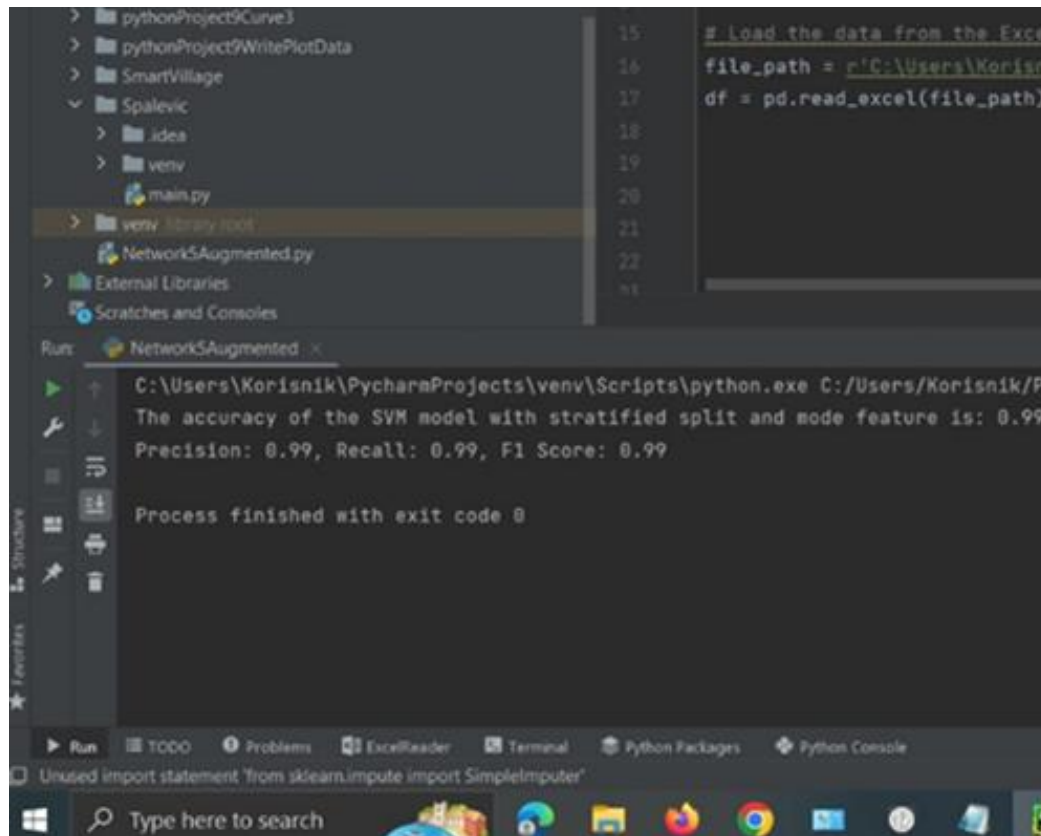 pythonProject9Curve3
pythonProject9WritePlotData
SmartVillage
Spalevic
.idea
venv
main.py
venv library root
Network5Augmented.py
External Libraries
Scratches and Consoles
15 # Load the data from the Exce
16 file_path = r'C:\Users\Korisn
17 df = pd.read_excel(file_path)
18
19
20
21
22
Run: Network5Augmented ×
C:\Users\Korisnik\PycharmProjects\venv\Scripts\python.exe C:/Users/Korisnik/P
The accuracy of the SVM model with stratified split and mode feature is: 0.99
Precision: 0.99, Recall: 0.99, F1 Score: 0.99
Process finished with exit code 0
Structure
Favorites
Run TODO Problems ExcelReader Terminal Python Packages Python Console
Unused import statement 'from sklearn.impute import SimpleImputer'
Type here to search